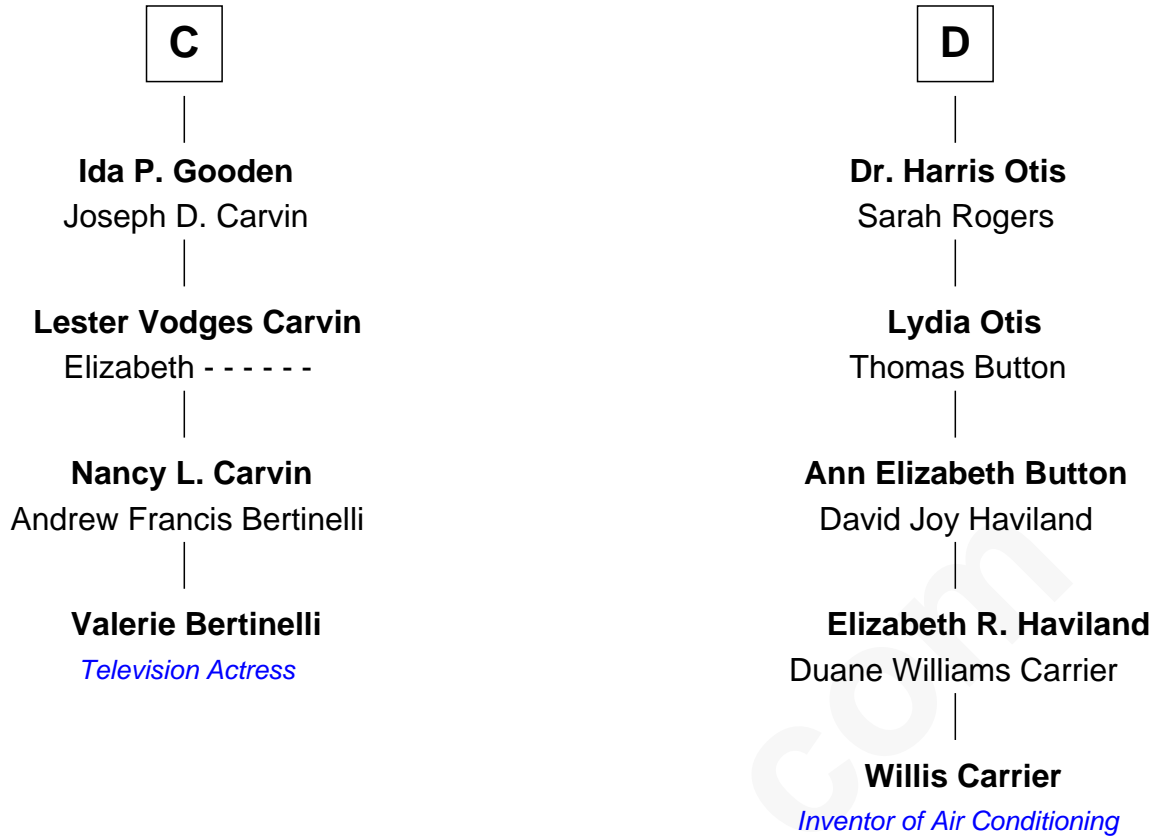 C
Ida P. Gooden
Joseph D. Carvin
Lester Vodges Carvin
Elizabeth - - - - - -
Nancy L. Carvin
Andrew Francis Bertinelli
Valerie Bertinelli
Television Actress
D
Dr. Harris Otis
Sarah Rogers
Lydia Otis
Thomas Button
Ann Elizabeth Button
David Joy Haviland
Elizabeth R. Haviland
Duane Williams Carrier
Willis Carrier
Inventor of Air Conditioning
com